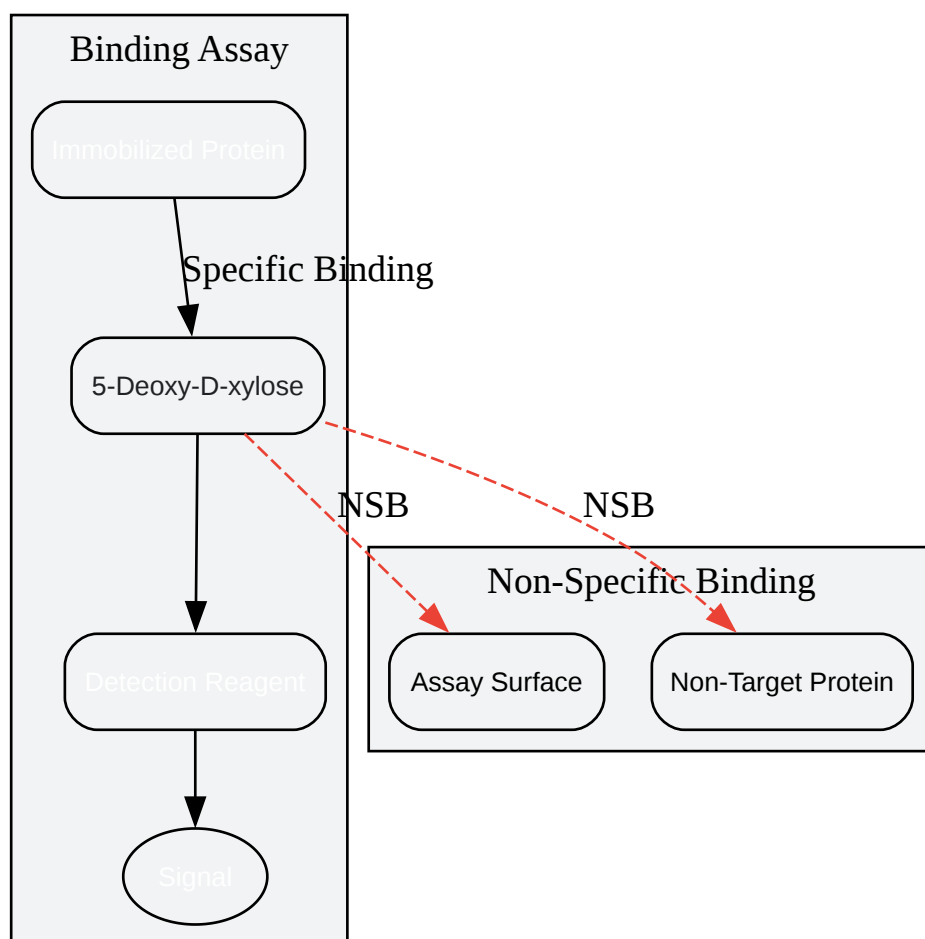 Binding Assay
Immobilized Protein
Specific Binding
5-Deoxy-D-xylose
NSB
NSB
Non-Specific Binding
Detection Reagent
Assay Surface
Non-Target Protein
Signal